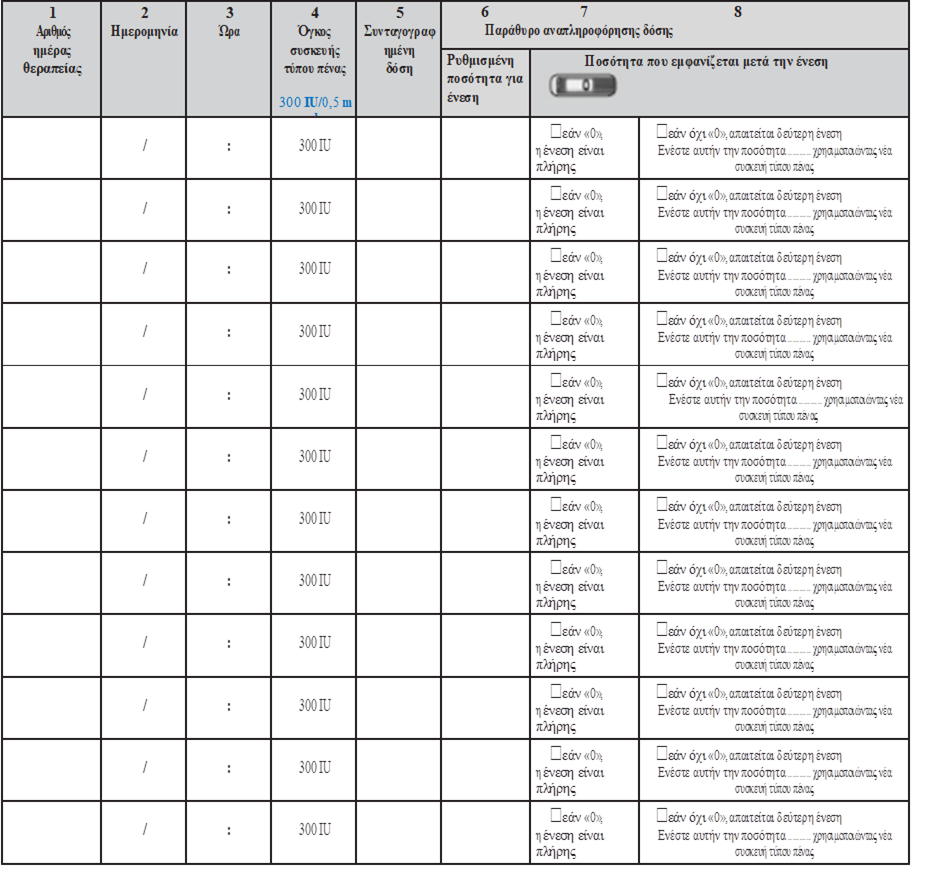 1 2 3 4 5 6 7 8
Αριθμός Ημερομηνία Ώρα Όγκος Συνταγογραφ Παράθυρο αναπληροφόρησης δόσης
ημέρας συσκευής ημένη
θεραπείας τύπου πένας δόση Ρυθμισμένη Ποσότητα που εμφανίζεται μετά την ένεση
ποσότητα για 0
300 IU/0,5 m ένεση
□εάν «0», □εάν όχι «0», απαιτείται δεύτερη ένεση
/ : 300 IU η ένεση είναι Ενέστε αυτήν την ποσότητα ............ χρησιμοποιώντας νέα
πλήρης συσκευή τύπου πένας
□εάν «0», □εάν όχι «0», απαιτείται δεύτερη ένεση
/ : 300 IU η ένεση είναι Ενέστε αυτήν την ποσότητα ............ χρησιμοποιώντας νέα
πλήρης συσκευή τύπου πένας
□εάν «0», □εάν όχι «0», απαιτείται δεύτερη ένεση
/ : 300 IU η ένεση είναι Ενέστε αυτήν την ποσότητα ............ χρησιμοποιώντας νέα
πλήρης συσκευή τύπου πένας
□εάν «0», □εάν όχι «0», απαιτείται δεύτερη ένεση
/ : 300 IU η ένεση είναι Ενέστε αυτήν την ποσότητα ............ χρησιμοποιώντας νέα
πλήρης συσκευή τύπου πένας
□εάν «0», □εάν όχι «0», απαιτείται δεύτερη ένεση
/ : 300 IU η ένεση είναι Ενέστε αυτήν την ποσότητα ............ χρησιμοποιώντας νέα
πλήρης συσκευή τύπου πένας
□εάν «0», □εάν όχι «0», απαιτείται δεύτερη ένεση
/ : 300 IU η ένεση είναι Ενέστε αυτήν την ποσότητα ............ χρησιμοποιώντας νέα
πλήρης συσκευή τύπου πένας
□εάν «0», □εάν όχι «0», απαιτείται δεύτερη ένεση
/ : 300 IU η ένεση είναι Ενέστε αυτήν την ποσότητα ............ χρησιμοποιώντας νέα
πλήρης συσκευή τύπου πένας
□εάν «0», □εάν όχι «0», απαιτείται δεύτερη ένεση
/ : 300 IU η ένεση είναι Ενέστε αυτήν την ποσότητα ............ χρησιμοποιώντας νέα
πλήρης συσκευή τύπου πένας
□εάν «0», □εάν όχι «0», απαιτείται δεύτερη ένεση
/ : 300 IU η ένεση είναι Ενέστε αυτήν την ποσότητα ............ χρησιμοποιώντας νέα
πλήρης συσκευή τύπου πένας
□εάν «0», □εάν όχι «0», απαιτείται δεύτερη ένεση
/ : 300 IU η ένεση είναι Ενέστε αυτήν την ποσότητα ............ χρησιμοποιώντας νέα
πλήρης συσκευή τύπου πένας
□εάν «0», □εάν όχι «0», απαιτείται δεύτερη ένεση
/ : 300 IU η ένεση είναι Ενέστε αυτήν την ποσότητα ............ χρησιμοποιώντας νέα
πλήρης συσκευή τύπου πένας
□εάν «0», □εάν όχι «0», απαιτείται δεύτερη ένεση
/ : 300 IU η ένεση είναι Ενέστε αυτήν την ποσότητα ............ χρησιμοποιώντας νέα
πλήρης συσκευή τύπου πένας